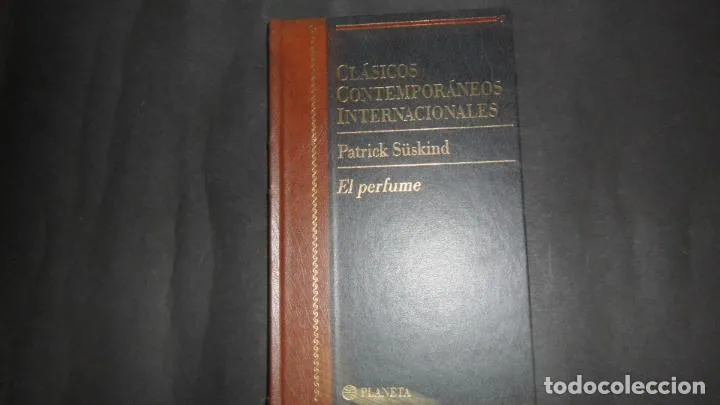 CLÁSICOS
CONTEMPORÁNEOS
INTERNACIONALES
Patrick Süskind
El perfume
PLANETA
todocoleccion